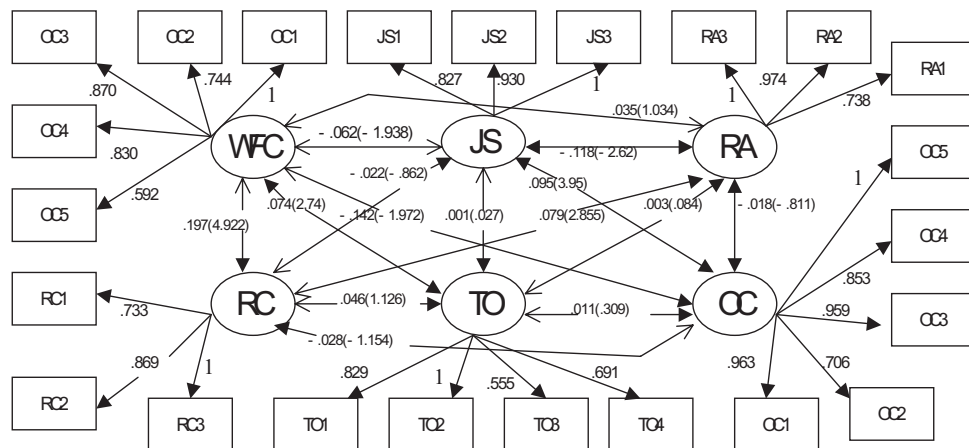 OC3
OC2
OC1
JS1
JS2
JS3
RA3
RA2
RA1
.870
.744
1
.827
.930
1
1
.974
.738
OC4
.830
.035(1.034)
WFC
- .062(- 1.938)
JS
- .118(- 2.62)
RA
OC5
.592
- .022(- .862)
.095(3.95)
1
OC5
.197(4.922)
.074(2,74)
- .142(- 1.972)
.001(.027)
.079(2.855)
.003(.084)
- .018(- .811)
OC4
.853
RC1
.733
RC
.046(1.126)
TO
.011(.309)
OC
.959
OC3
- .028(- 1.154)
.869
1
.829
1
.555
.691
.963
.706
RC2
RC3
TO1
TO2
TO3
TO4
OC1
OC2